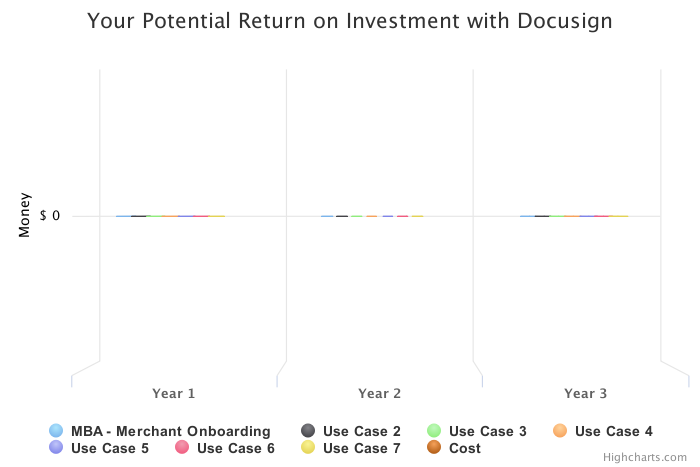 Your Potential Return on Investment with Docusign
Money
$ 0
Year 1 Year 2 Year 3
MBA - Merchant Onboarding Use Case 2 Use Case 3 Use Case 4
Use Case 5 Use Case 6 Use Case 7 Cost
Highcharts.com